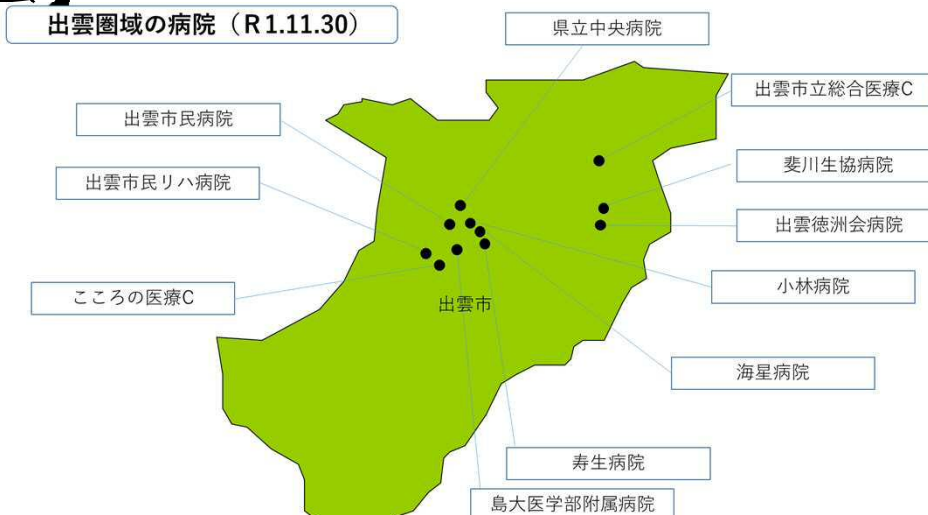 出雲圏域の病院（R1.11.30）
県立中央病院
出雲市立総合医療C
出雲市民病院
斐川生協病院
出雲市民リハ病院
出雲徳洲会病院
小林病院
こころの医療C
出雲市
海星病院
寿生病院
島大医学部附属病院